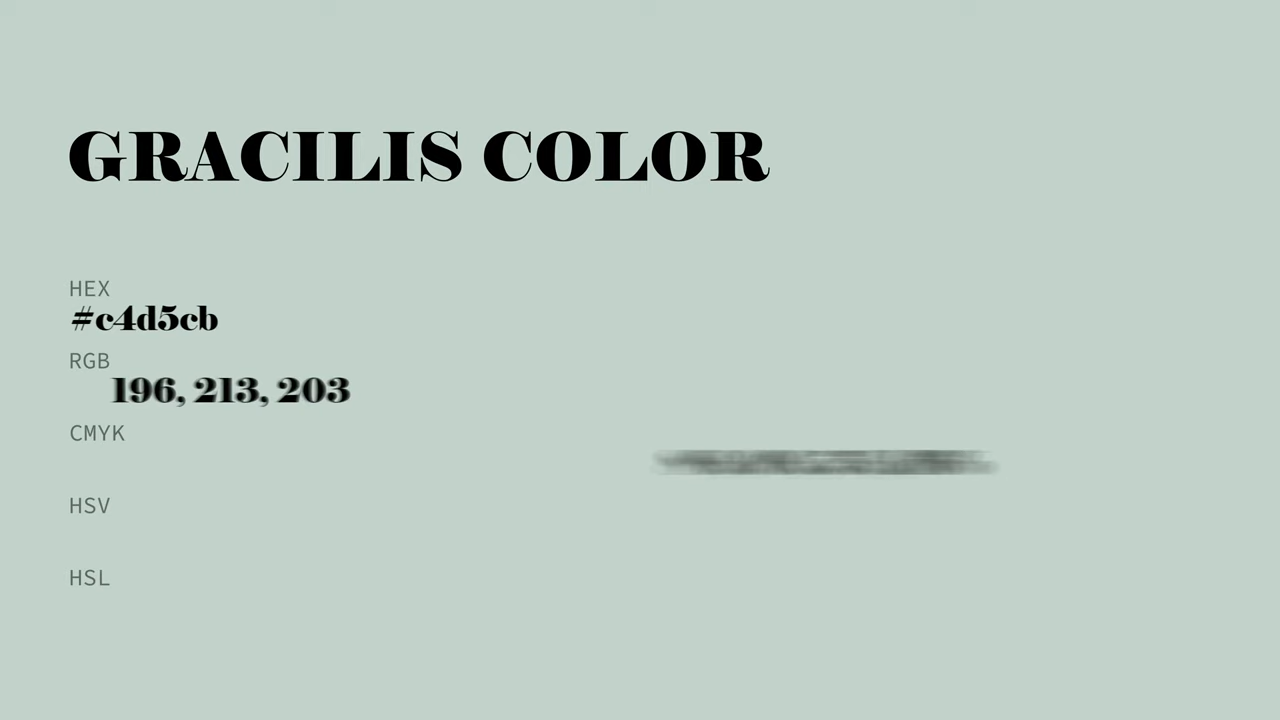 GRACILIS COLOR
HEX
#c4d5cb
RGB
196, 213, 203
CMYK
HSV
HSL